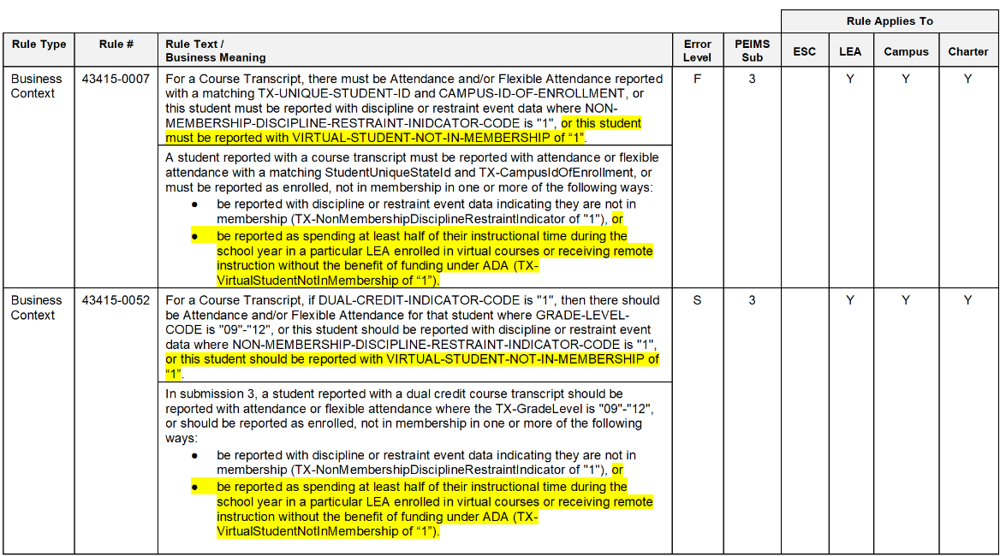 Rule Applies To
Rule Type Rule # Rule Text / Business Meaning Error Level PEIMS Sub ESC LEA Campus Charter
Business Context 43415-0007 F 3 Y Y Y
For a Course Transcript, there must be Attendance and/or Flexible Attendance reported
with a matching TX-UNIQUE-STUDENT-ID and CAMPUS-ID-OF-ENROLLMENT, or
this student must be reported with discipline or restraint event data where NON-
MEMBERSHIP-DISCIPLINE-RESTRAINT-INIDCATOR-CODE is "1", or this student
must be reported with VIRTUAL-STUDENT-NOT-IN-MEMBERSHIP of “1”.
A student reported with a course transcript must be reported with attendance or flexible
attendance with a matching StudentUniqueStateId and TX-CampusIdOfEnrollment, or
must be reported as enrolled, not in membership in one or more of the following ways:
● be reported with discipline or restraint event data indicating they are not in
membership (TX-NonMembershipDisciplineRestraintIndicator of "1"), or
● be reported as spending at least half of their instructional time during the
school year in a particular LEA enrolled in virtual courses or receiving remote
instruction without the benefit of funding under ADA (TX-
VirtualStudentNotInMembership of “1”).
Business Context 43415-0052 S 3 Y Y Y
For a Course Transcript, if DUAL-CREDIT-INDICATOR-CODE is "1", then there should
be Attendance and/or Flexible Attendance for that student where GRADE-LEVEL-
CODE is "09"-"12", or this student should be reported with discipline or restraint event
data where NON-MEMBERSHIP-DISCIPLINE-RESTRAINT-INDICATOR-CODE is "1",
or this student should be reported with VIRTUAL-STUDENT-NOT-IN-MEMBERSHIP of
“1”.
In submission 3, a student reported with a dual credit course transcript should be
reported with attendance or flexible attendance where the TX-GradeLevel is "09"-"12",
or should be reported as enrolled, not in membership in one or more of the following
ways:
● be reported with discipline or restraint event data indicating they are not in
membership (TX-NonMembershipDisciplineRestraintIndicator of "1"), or
● be reported as spending at least half of their instructional time during the
school year in a particular LEA enrolled in virtual courses or receiving remote
instruction without the benefit of funding under ADA (TX-
VirtualStudentNotInMembership of “1”).